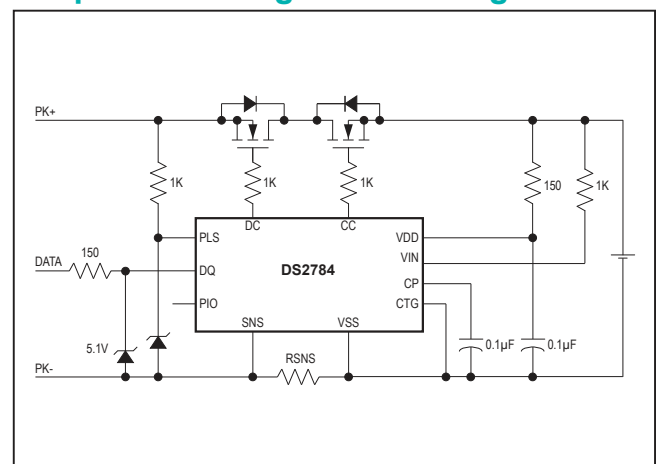 PK+
1K
1K
1K
150
1K
DC
CC
PLS
VDD
DATA
150
DQ
DS2784
VIN
CP
PIO
CTG
SNS
VSS
5.1V
0.1µF
0.1µF
PK-
RSNS